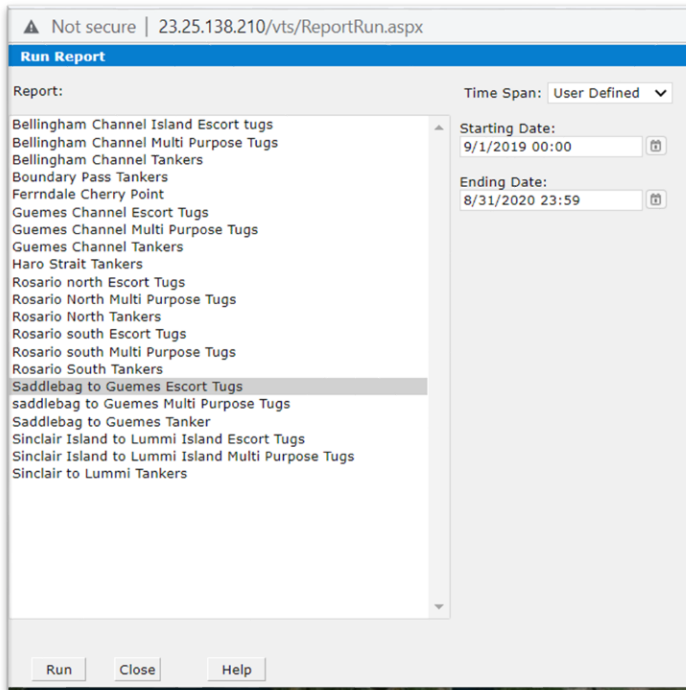 Not secure | 23.25.138.210/vts/ReportRun.aspx
Run Report
Report:
Time Span: User Defined
Bellingham Channel Island Escort tugs
Bellingham Channel Multi Purpose Tugs
Bellingham Channel Tankers
Boundary Pass Tankers
Ferrndale Cherry Point
Guemes Channel Escort Tugs
Guemes Channel Multi Purpose Tugs
Guemes Channel Tankers
Haro Strait Tankers
Rosario north Escort Tugs
Rosario North Multi Purpose Tugs
Rosario North Tankers
Rosario south Escort Tugs
Rosario south Multi Purpose Tugs
Rosario South Tankers
Saddlebag to Guemes Escort Tugs
saddlebag to Guemes Multi Purpose Tugs
Saddlebag to Guemes Tanker
Sinclair Island to Lummi Island Escort Tugs
Sinclair Island to Lummi Island Multi Purpose Tugs
Sinclair to Lummi Tankers
Starting Date:
9/1/2019 00:00
Ending Date:
8/31/2020 23:59
Run
Close
Help